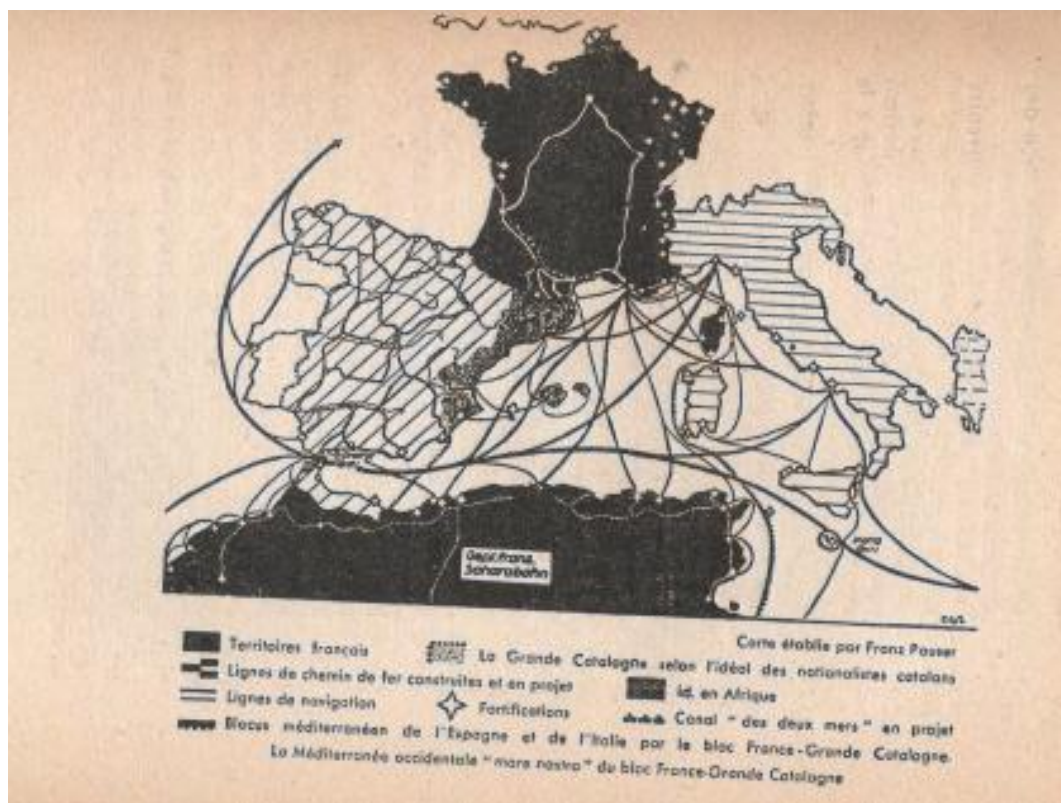 Gepl. franz.
Saharabahn
Carte établie par Franz Pauser
Territoires français
La Grande Catalogne selon l'idéal des nationalistes catalans
Lignes de chemin de fer construites et en projet
id. en Afrique
Lignes de navigation
Fortifications
Canal "des deux mers" en projet
Blocus méditerranéen de l'Espagne et de l'Italie par le bloc France-Grande Catalogne.
La Méditerranée occidentale "mare nostra" du bloc France-Grande Catalogne